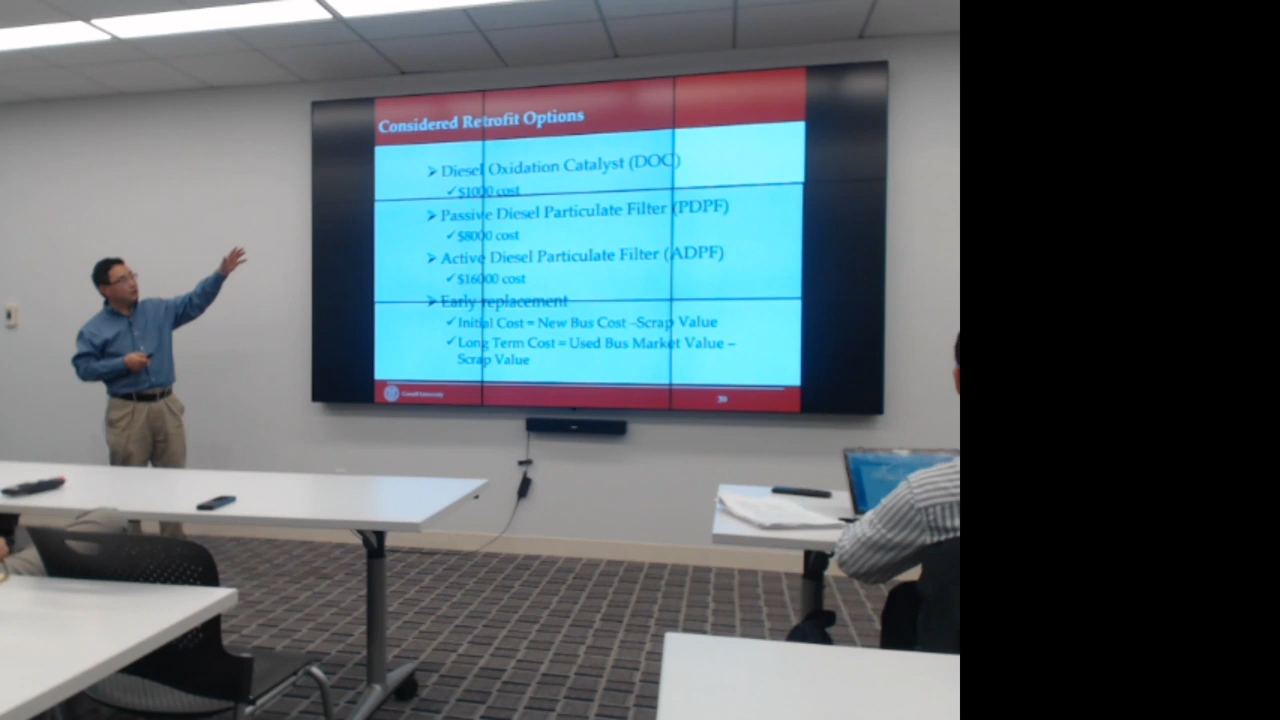 Considered Retrofit Options
➢ Diesel Oxidation Catalyst (DOC)
✓ $1000 cost
➢ Passive Diesel Particulate Filter (PDPF)
✓ $8000 cost
➢ Active Diesel Particulate Filter (ADPF)
✓ $16000 cost
➢ Early replacement
✓ Initial Cost = New Bus Cost –Scrap Value
✓ Long Term Cost = Used Bus Market Value –
Scrap Value
Cornell University